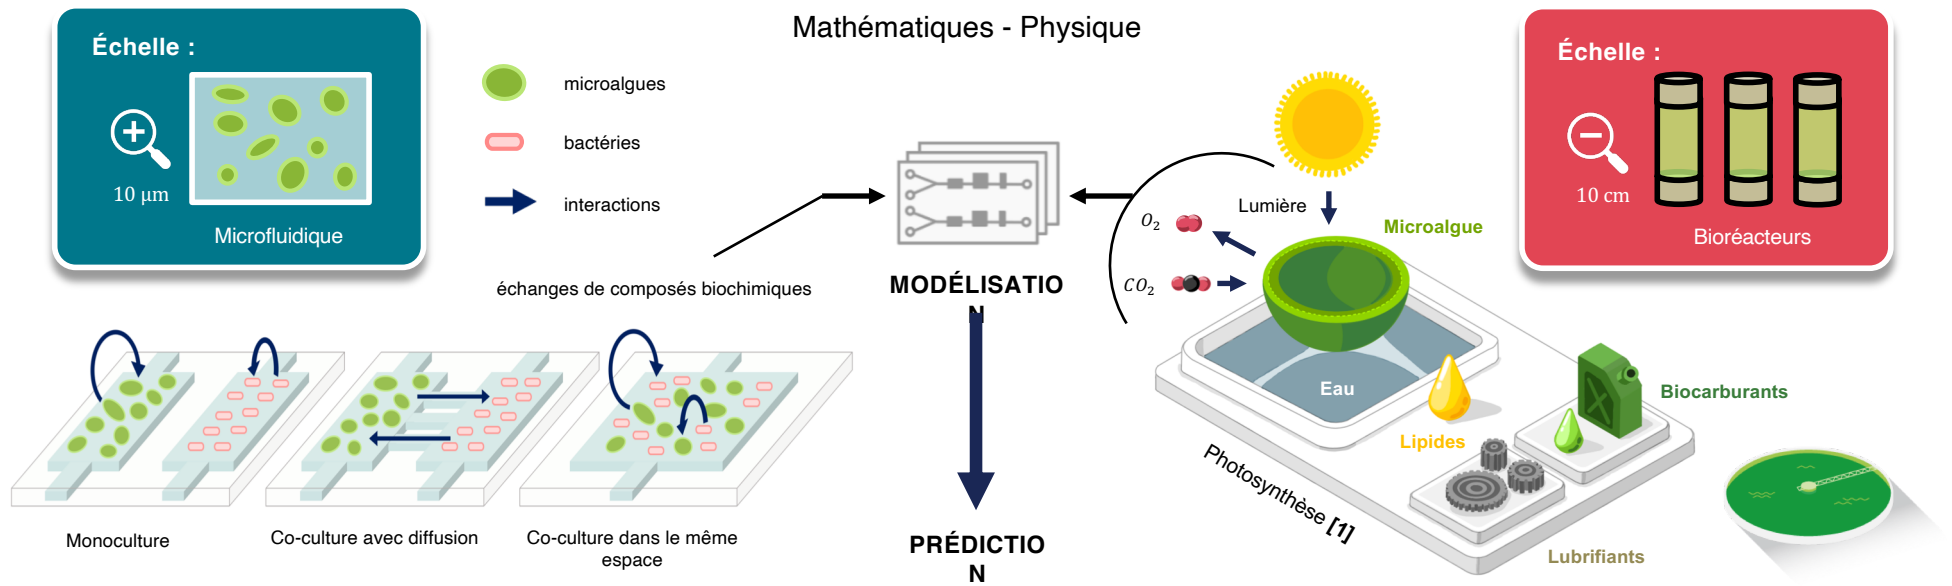 Mathématiques - Physique
Échelle :
10 μm
Microfluidique
microalgues
bactéries
interactions
échanges de composés biochimiques
Monoculture
Co-culture avec diffusion
Co-culture dans le même
espace
MODÉLISATIO
N
PRÉDICTIO
N
Lumière
O₂
CO₂
Microalgue
Eau
Lipides
Biocarburants
Photosynthèse [1]
Lubrifiants
Échelle :
10 cm
Bioréacteurs